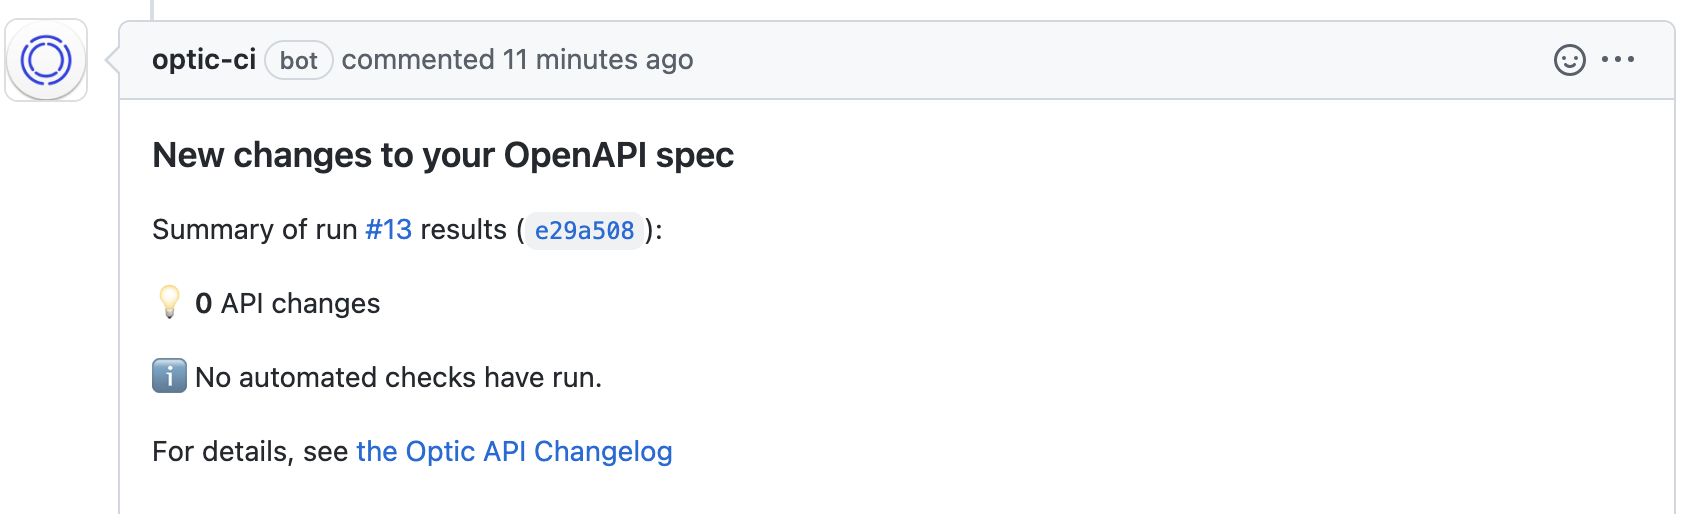 optic-ci bot commented 11 minutes ago
New changes to your OpenAPI spec
Summary of run #13 results ( e29a508 ):
💡 0 API changes
ℹ️ No automated checks have run.
For details, see the Optic API Changelog